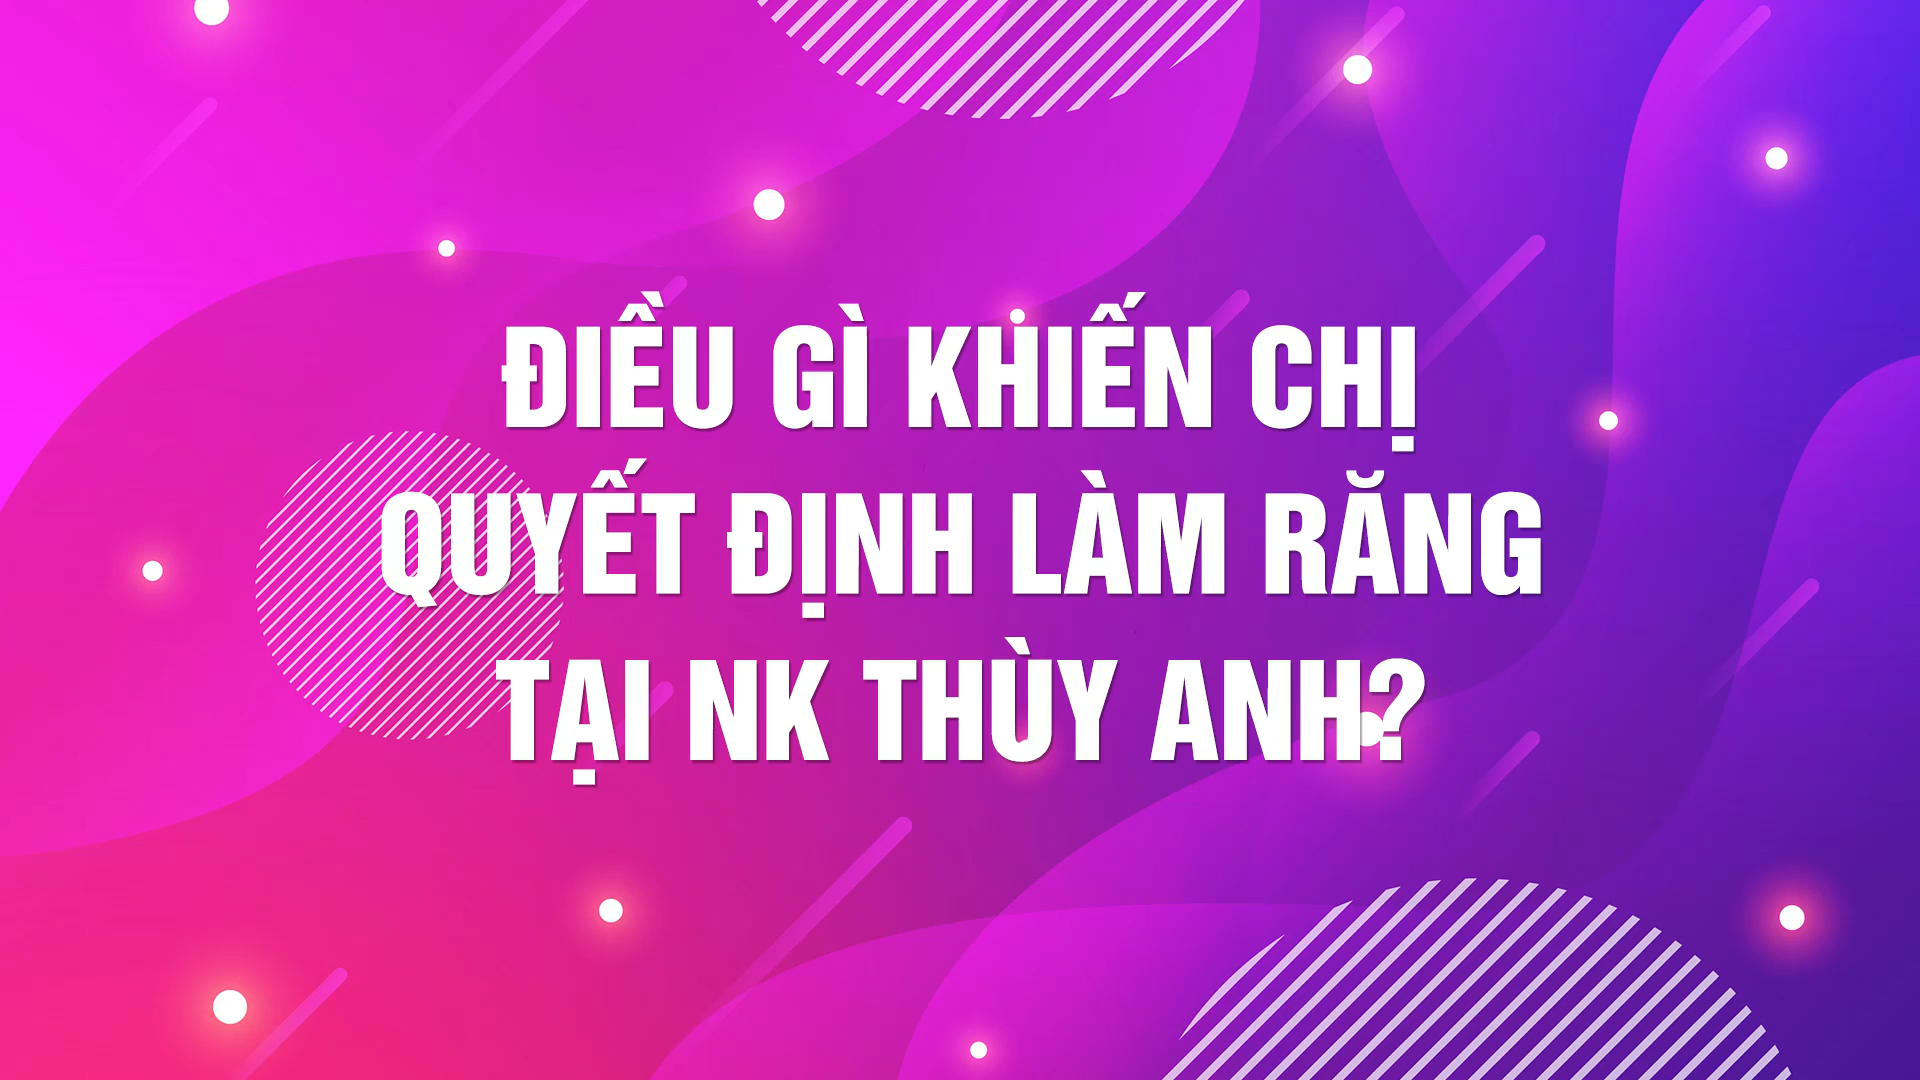 ĐIỀU GÌ KHIẾN CHỊ
QUYẾT ĐỊNH LÀM RĂNG
TẠI NK THÙY ANH?